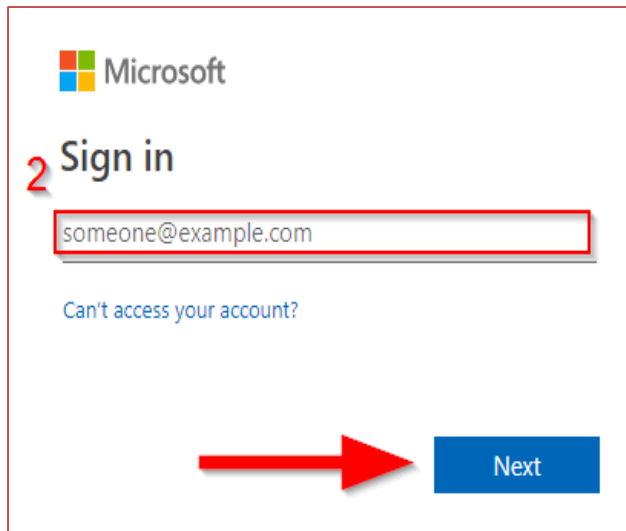 Microsoft
Sign in
2
someone@example.com
Can't access your account?
Next